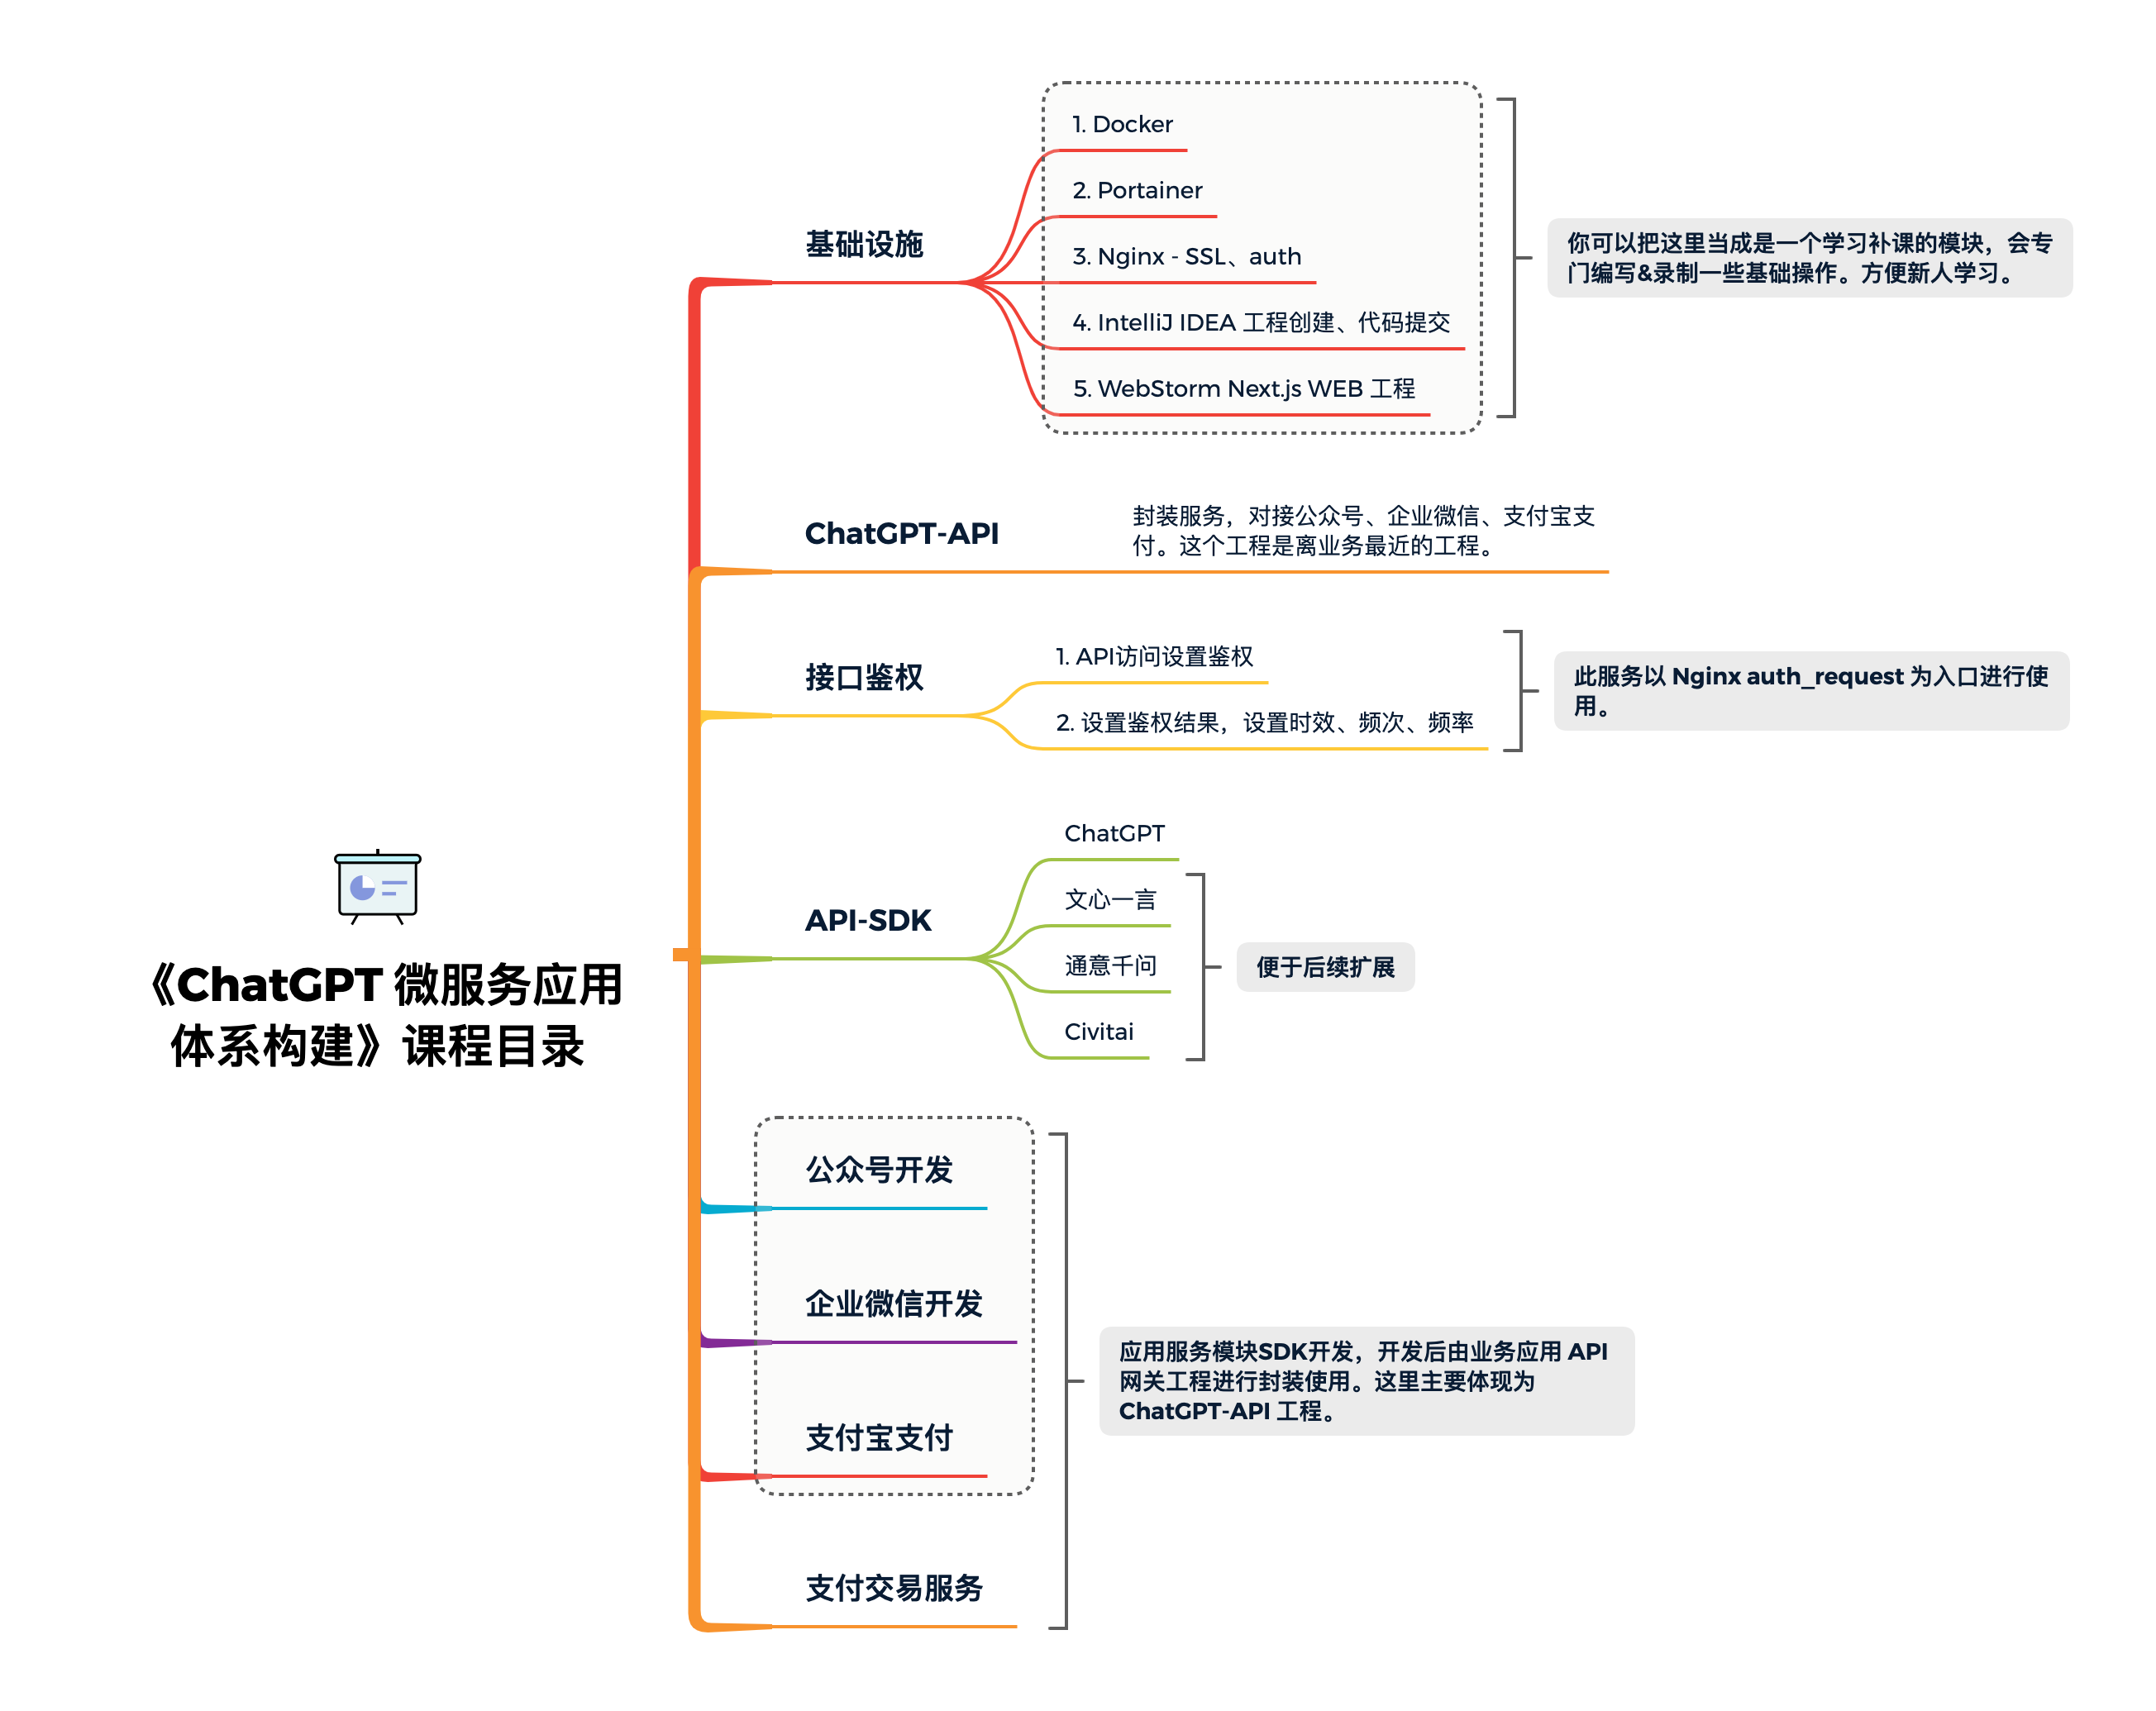 《ChatGPT 微服务应用
体系构建》课程目录
基础设施
1. Docker
2. Portainer
3. Nginx - SSL、auth
4. IntelliJ IDEA 工程创建、代码提交
5. WebStorm Next.js WEB 工程
你可以把这里当成是一个学习补课的模块，会专
门编写&录制一些基础操作。方便新人学习。
ChatGPT-API
封装服务，对接公众号、企业微信、支付宝支
付。这个工程是离业务最近的工程。
接口鉴权
1. API访问设置鉴权
2. 设置鉴权结果，设置时效、频次、频率
此服务以 Nginx auth_request 为入口进行使
用。
API-SDK
ChatGPT
文心一言
通意千问
Civitai
便于后续扩展
公众号开发
企业微信开发
支付宝支付
支付交易服务
应用服务模块SDK开发，开发后由业务应用 API
网关工程进行封装使用。这里主要体现为
ChatGPT-API 工程。